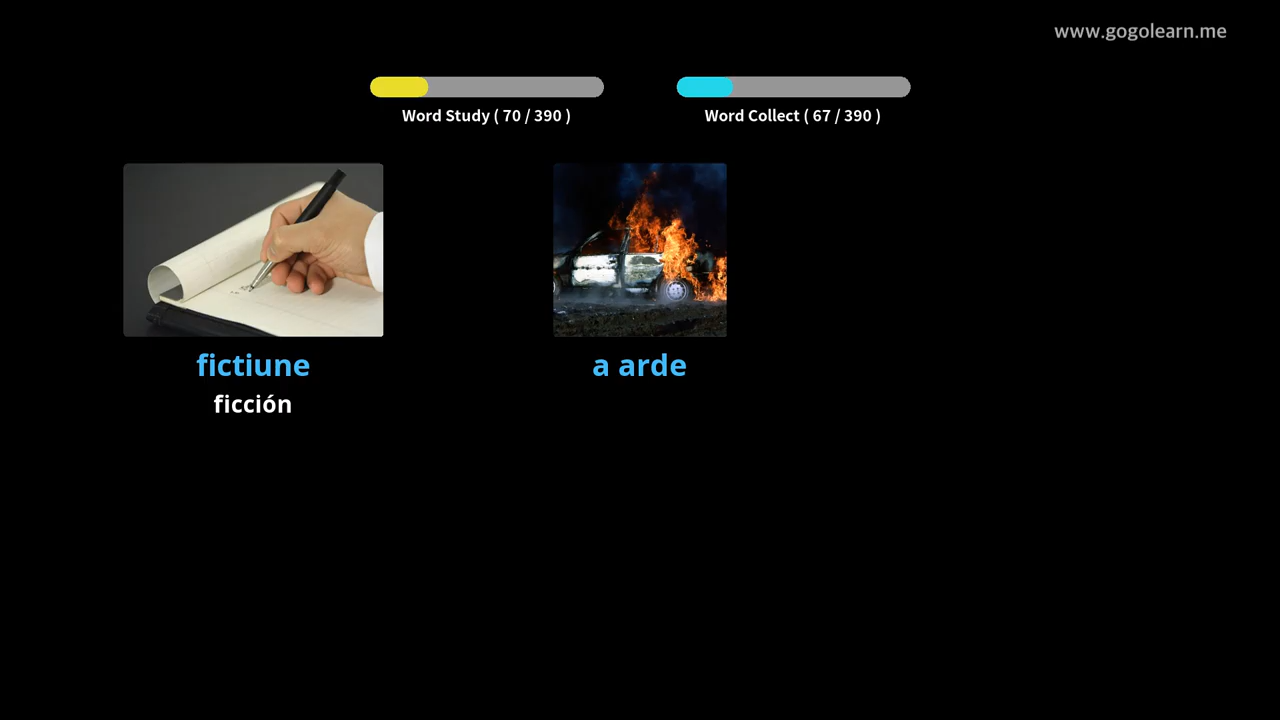 www.gogolearn.me
Word Study ( 70 / 390 )
Word Collect ( 67 / 390 )
fictiune
ficción
a arde